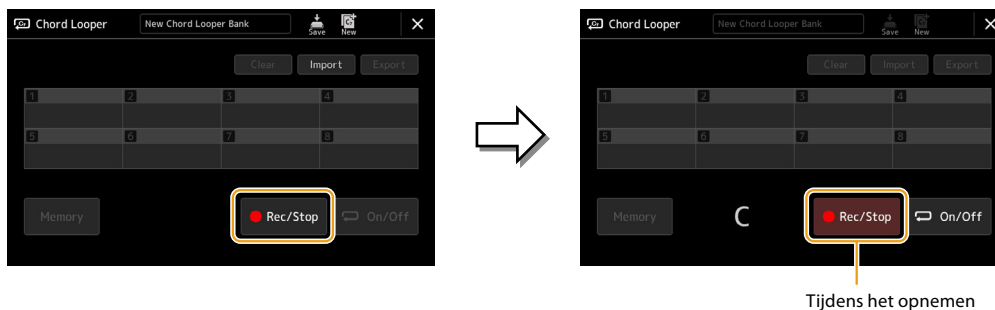 Chord Looper New Chord Looper Bank Save New
Clear Import Export
1 2 3 4
5 6 7 8
Memory Rec/Stop On/Off
Chord Looper New Chord Looper Bank Save New
Clear Import Export
1 2 3 4
5 6 7 8
Memory C Rec/Stop On/Off
Tijdens het opnemen